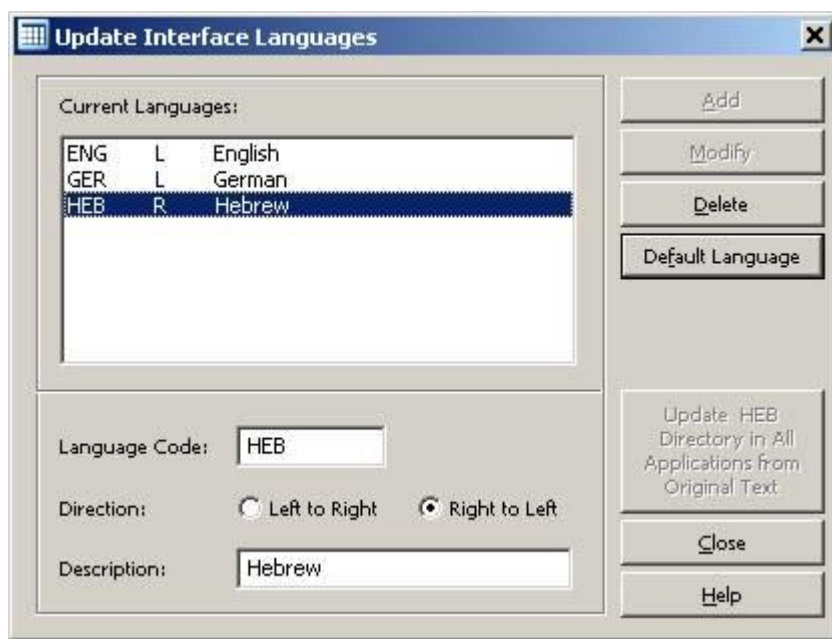 Update Interface Languages
Current Languages:
ENG L English
GER L German
HEB R Hebrew
Language Code: HEB
Direction: Left to Right Right to Left
Description: Hebrew
Add
Modify
Delete
Default Language
Update HEB
Directory in All
Applications from
Original Text
Close
Help